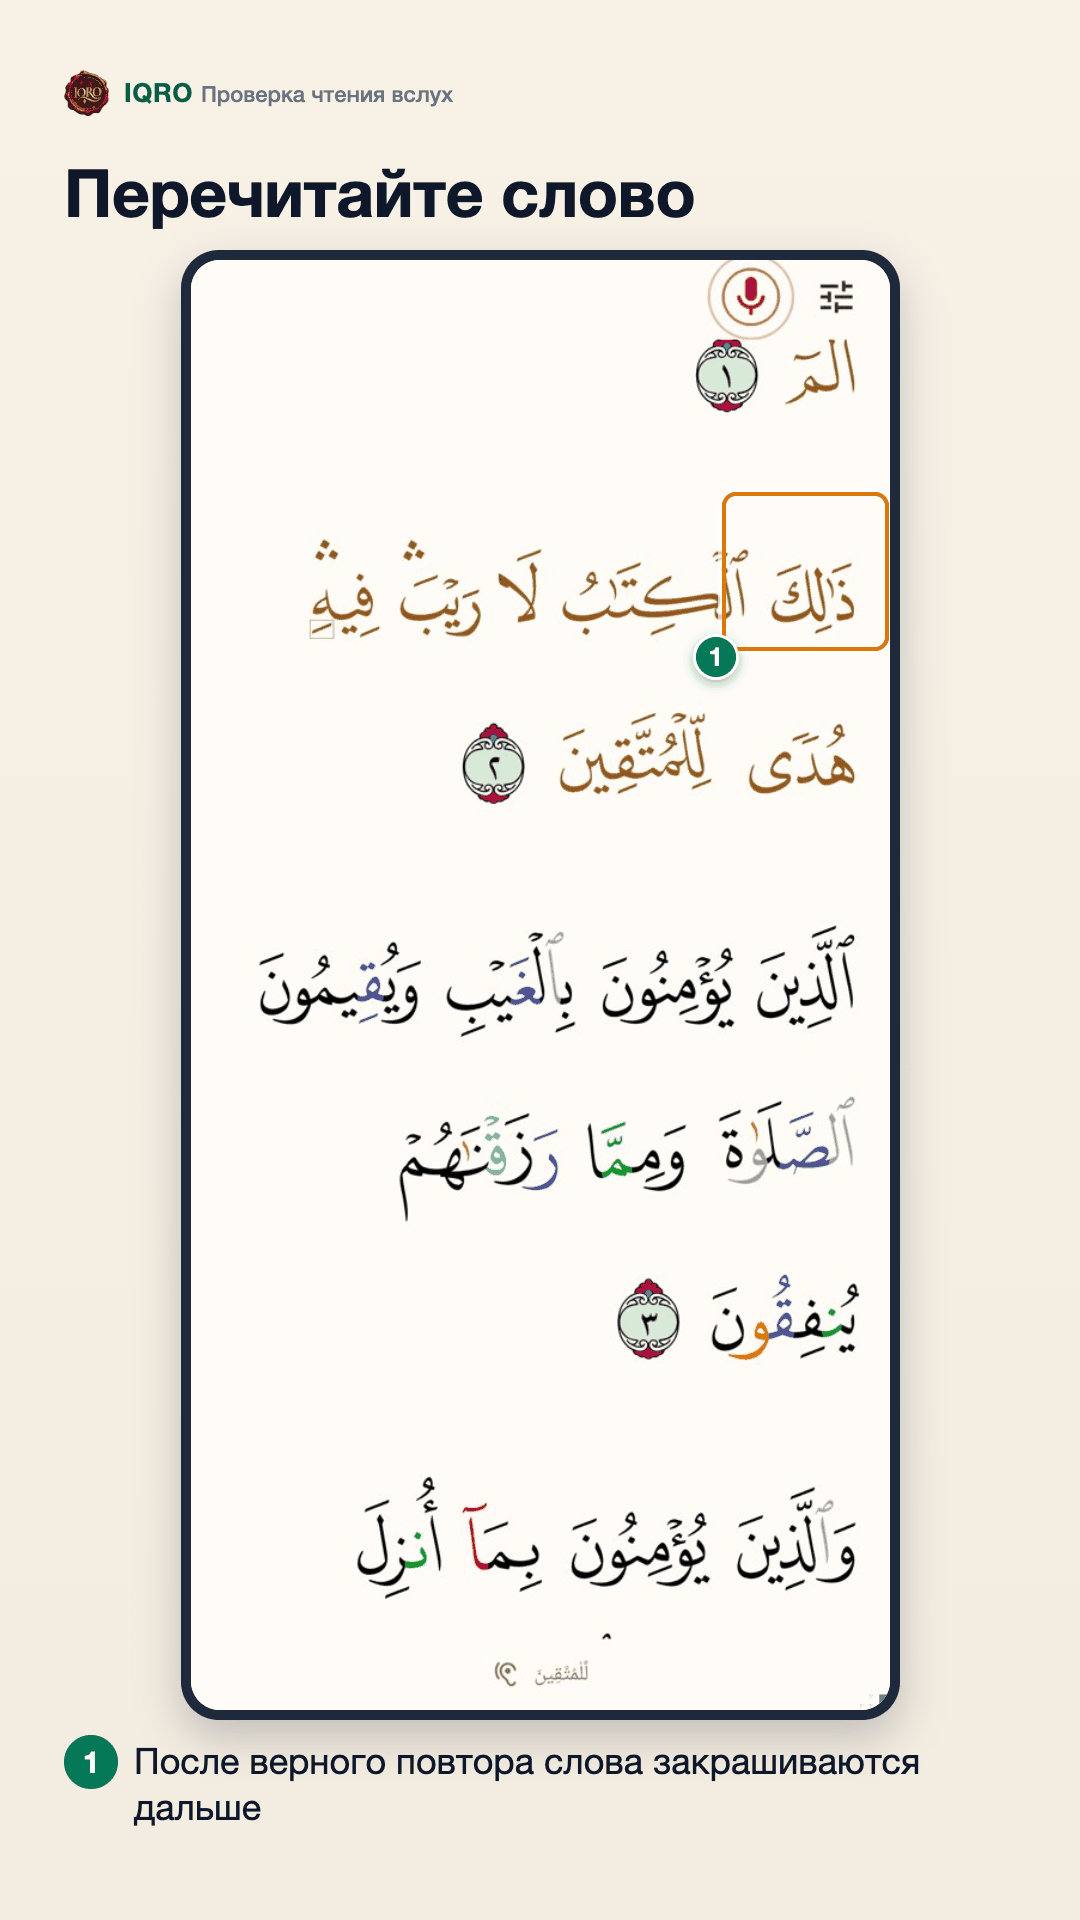 IQRO Проверка чтения вслух
Перечитайте слово
الٓمٓ ١
ذَٰلِكَ ٱلْكِتَٰبُ لَا رَيْبَ ۛ فِيهِ ۛ
هُدًى لِّلْمُتَّقِينَ ٢
ٱلَّذِينَ يُؤْمِنُونَ بِٱلْغَيْبِ وَيُقِيمُونَ
ٱلصَّلَوٰةَ وَمِمَّا رَزَقْنَٰهُمْ
يُنفِقُونَ ٣
وَٱلَّذِينَ يُؤْمِنُونَ بِمَآ أُنزِلَ
لِّلْمُتَّقِينَ
1
1 После верного повтора слова закрашиваются
дальше